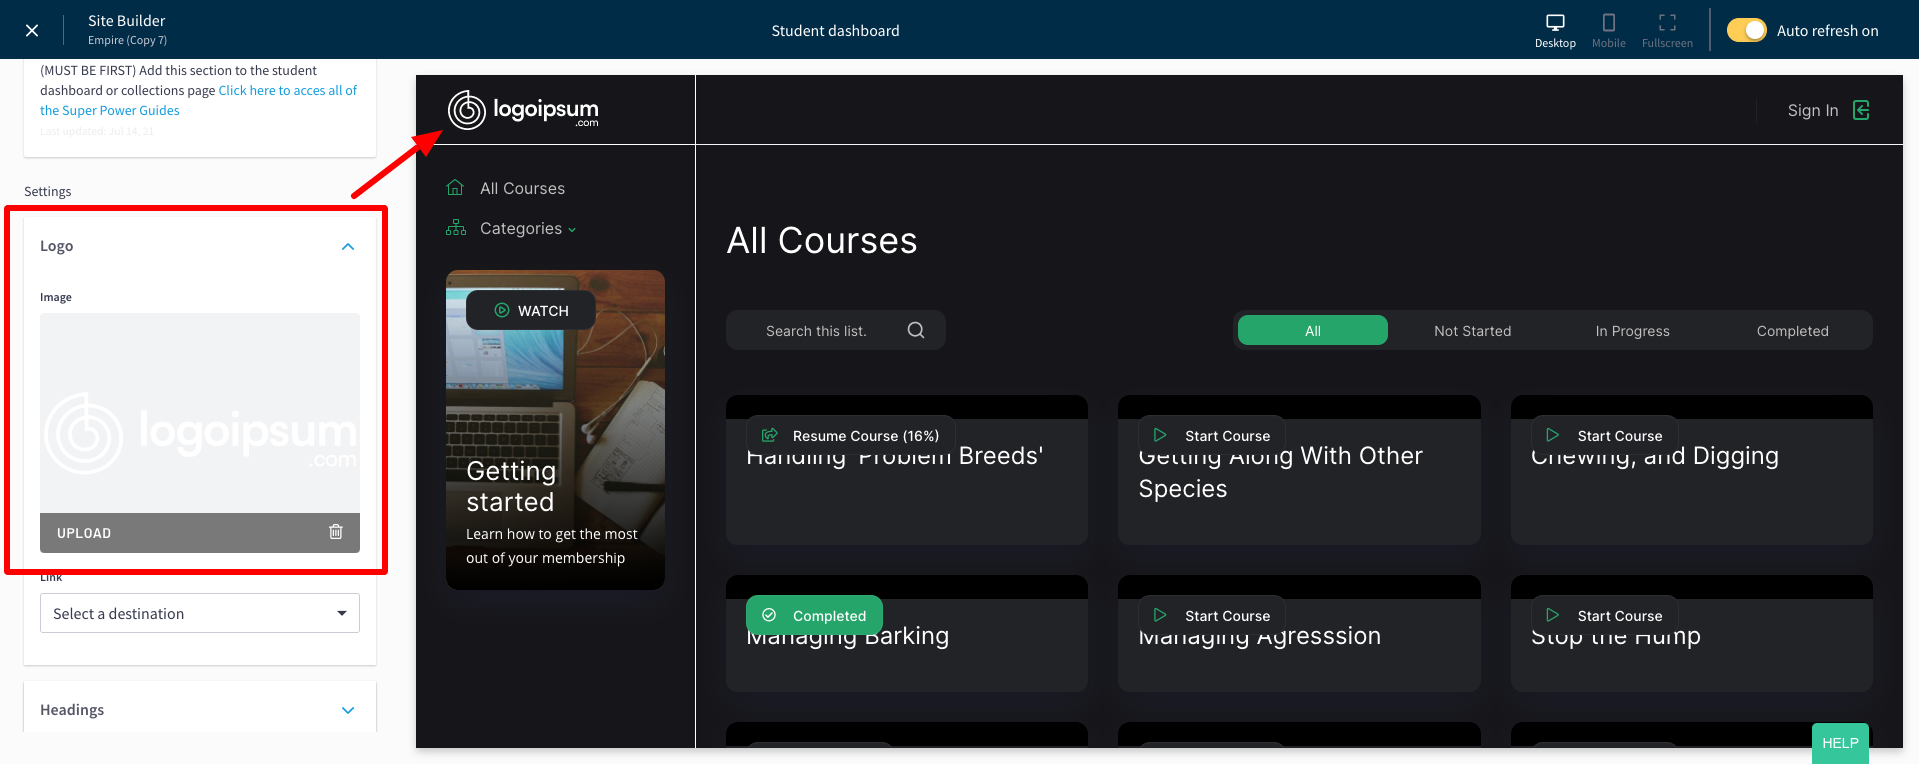 Site Builder
Empire (Copy 7)
Student dashboard
Desktop
Mobile
Fullscreen
Auto refresh on
(MUST BE FIRST) Add this section to the student
dashboard or collections page Click here to acces all of
the Super Power Guides
Last updated: Jul 14, 21
Settings
Logo
Image
logoipsum
.com
UPLOAD
Link
Select a destination
Headings
logoipsum
.com
Sign In
All Courses
Categories
WATCH
Getting
started
Learn how to get the most
out of your membership
All Courses
Search this list.
All
Not Started
In Progress
Completed
Resume Course (16%)
Handling 'Problem Breeds'
Start Course
Getting Along With Other
Species
Start Course
Chewing, and Digging
Completed
Managing Barking
Start Course
Managing Agresssion
Start Course
Stop the Hump
HELP